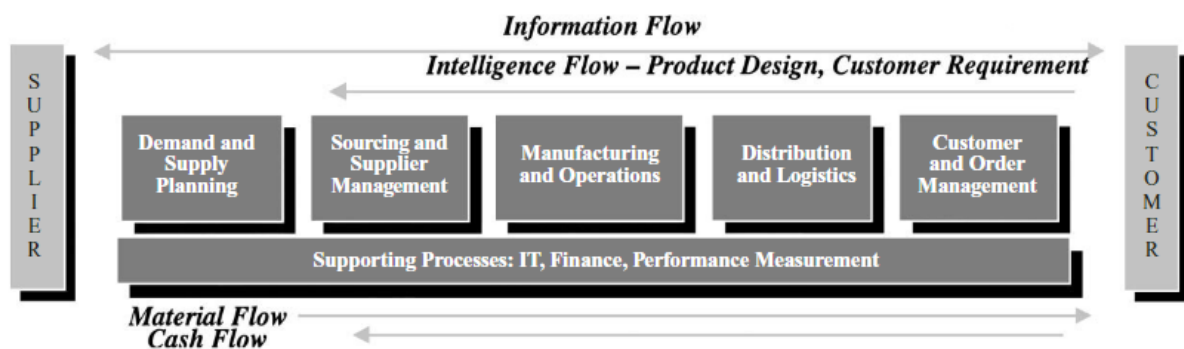 Information Flow
Intelligence Flow – Product Design, Customer Requirement
SUPPLIER
Demand and
Supply
Planning
Sourcing and
Supplier
Management
Manufacturing
and Operations
Distribution
and Logistics
Customer
and Order
Management
CUSTOMER
Supporting Processes: IT, Finance, Performance Measurement
Material Flow
Cash Flow